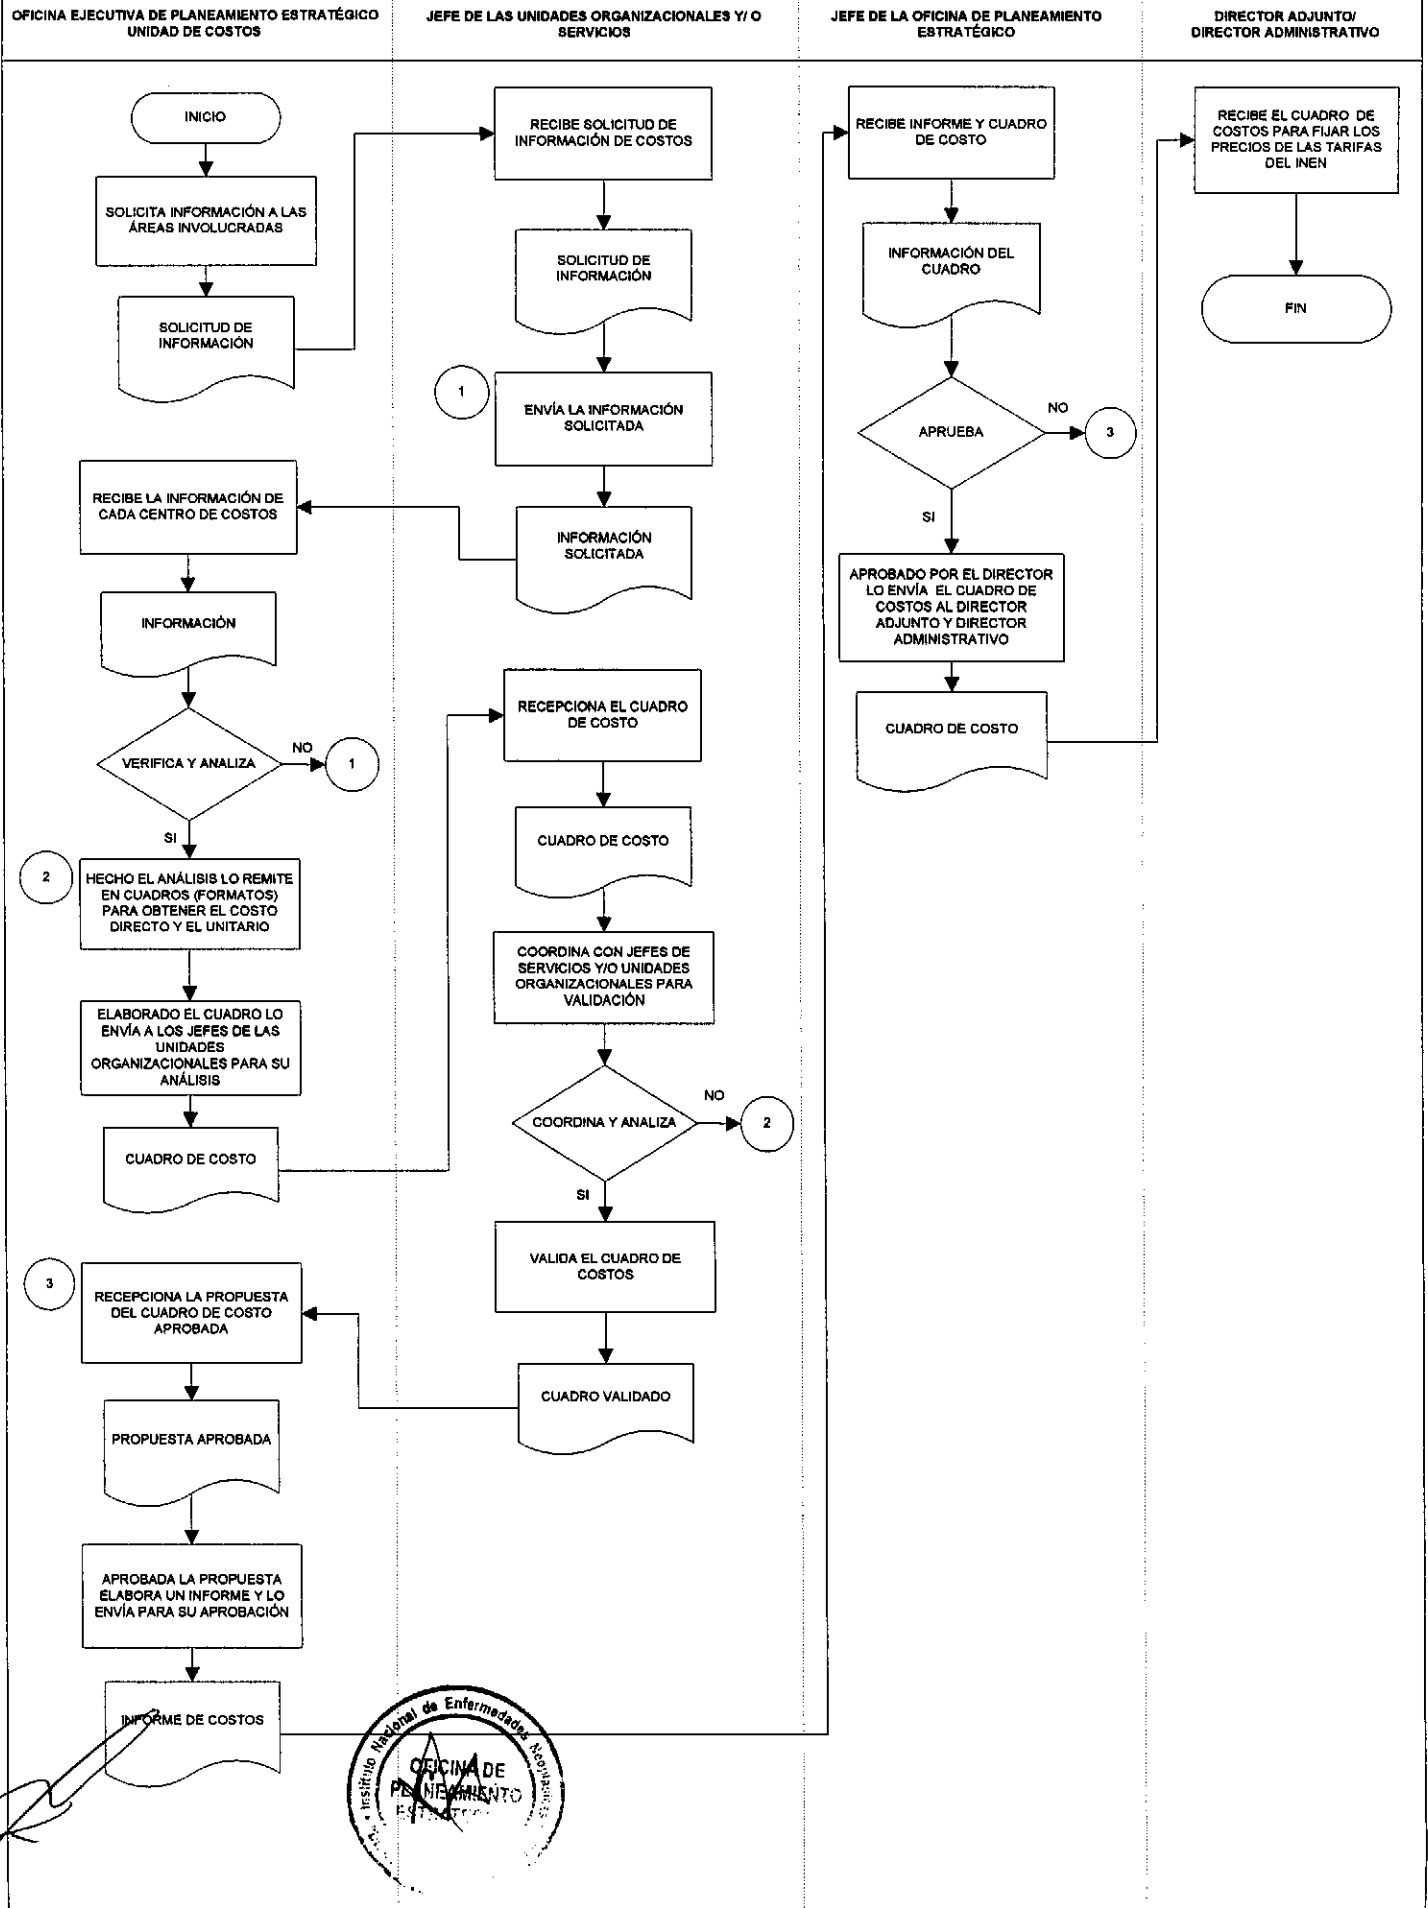 OFICINA EJECUTIVA DE PLANEAMIENTO ESTRATÉGICO
UNIDAD DE COSTOS
JEFE DE LAS UNIDADES ORGANIZACIONALES Y/ O
SERVICIOS
JEFE DE LA OFICINA DE PLANEAMIENTO
ESTRATÉGICO
DIRECTOR ADJUNTO/
DIRECTOR ADMINISTRATIVO
INICIO
SOLICITA INFORMACIÓN A LAS
ÁREAS INVOLUCRADAS
SOLICITUD DE
INFORMACIÓN
RECIBE LA INFORMACIÓN DE
CADA CENTRO DE COSTOS
INFORMACIÓN
VERIFICA Y ANALIZA
NO
1
SI
2
HECHO EL ANÁLISIS LO REMITE
EN CUADROS (FORMATOS)
PARA OBTENER EL COSTO
DIRECTO Y EL UNITARIO
ELABORADO EL CUADRO LO
ENVÍA A LOS JEFES DE LAS
UNIDADES
ORGANIZACIONALES PARA SU
ANÁLISIS
CUADRO DE COSTO
3
RECEPCIONA LA PROPUESTA
DEL CUADRO DE COSTO
APROBADA
PROPUESTA APROBADA
APROBADA LA PROPUESTA
ELABORA UN INFORME Y LO
ENVÍA PARA SU APROBACIÓN
INFORME DE COSTOS
RECIBE SOLICITUD DE
INFORMACIÓN DE COSTOS
SOLICITUD DE
INFORMACIÓN
1
ENVÍA LA INFORMACIÓN
SOLICITADA
INFORMACIÓN
SOLICITADA
RECEPCIONA EL CUADRO
DE COSTO
CUADRO DE COSTO
COORDINA CON JEFES DE
SERVICIOS Y/O UNIDADES
ORGANIZACIONALES PARA
VALIDACIÓN
COORDINA Y ANALIZA
NO
2
SI
VALIDA EL CUADRO DE
COSTOS
CUADRO VALIDADO
Instituto Nacional de Enfermedades
OFICINA DE
PLANEAMIENTO
RECIBE INFORME Y CUADRO
DE COSTO
INFORMACIÓN DEL
CUADRO
APRUEBA
NO
3
SI
APROBADO POR EL DIRECTOR
LO ENVÍA EL CUADRO DE
COSTOS AL DIRECTOR
ADJUNTO Y DIRECTOR
ADMINISTRATIVO
CUADRO DE COSTO
RECIBE EL CUADRO DE
COSTOS PARA FIJAR LOS
PRECIOS DE LAS TARIFAS
DEL INEN
FIN